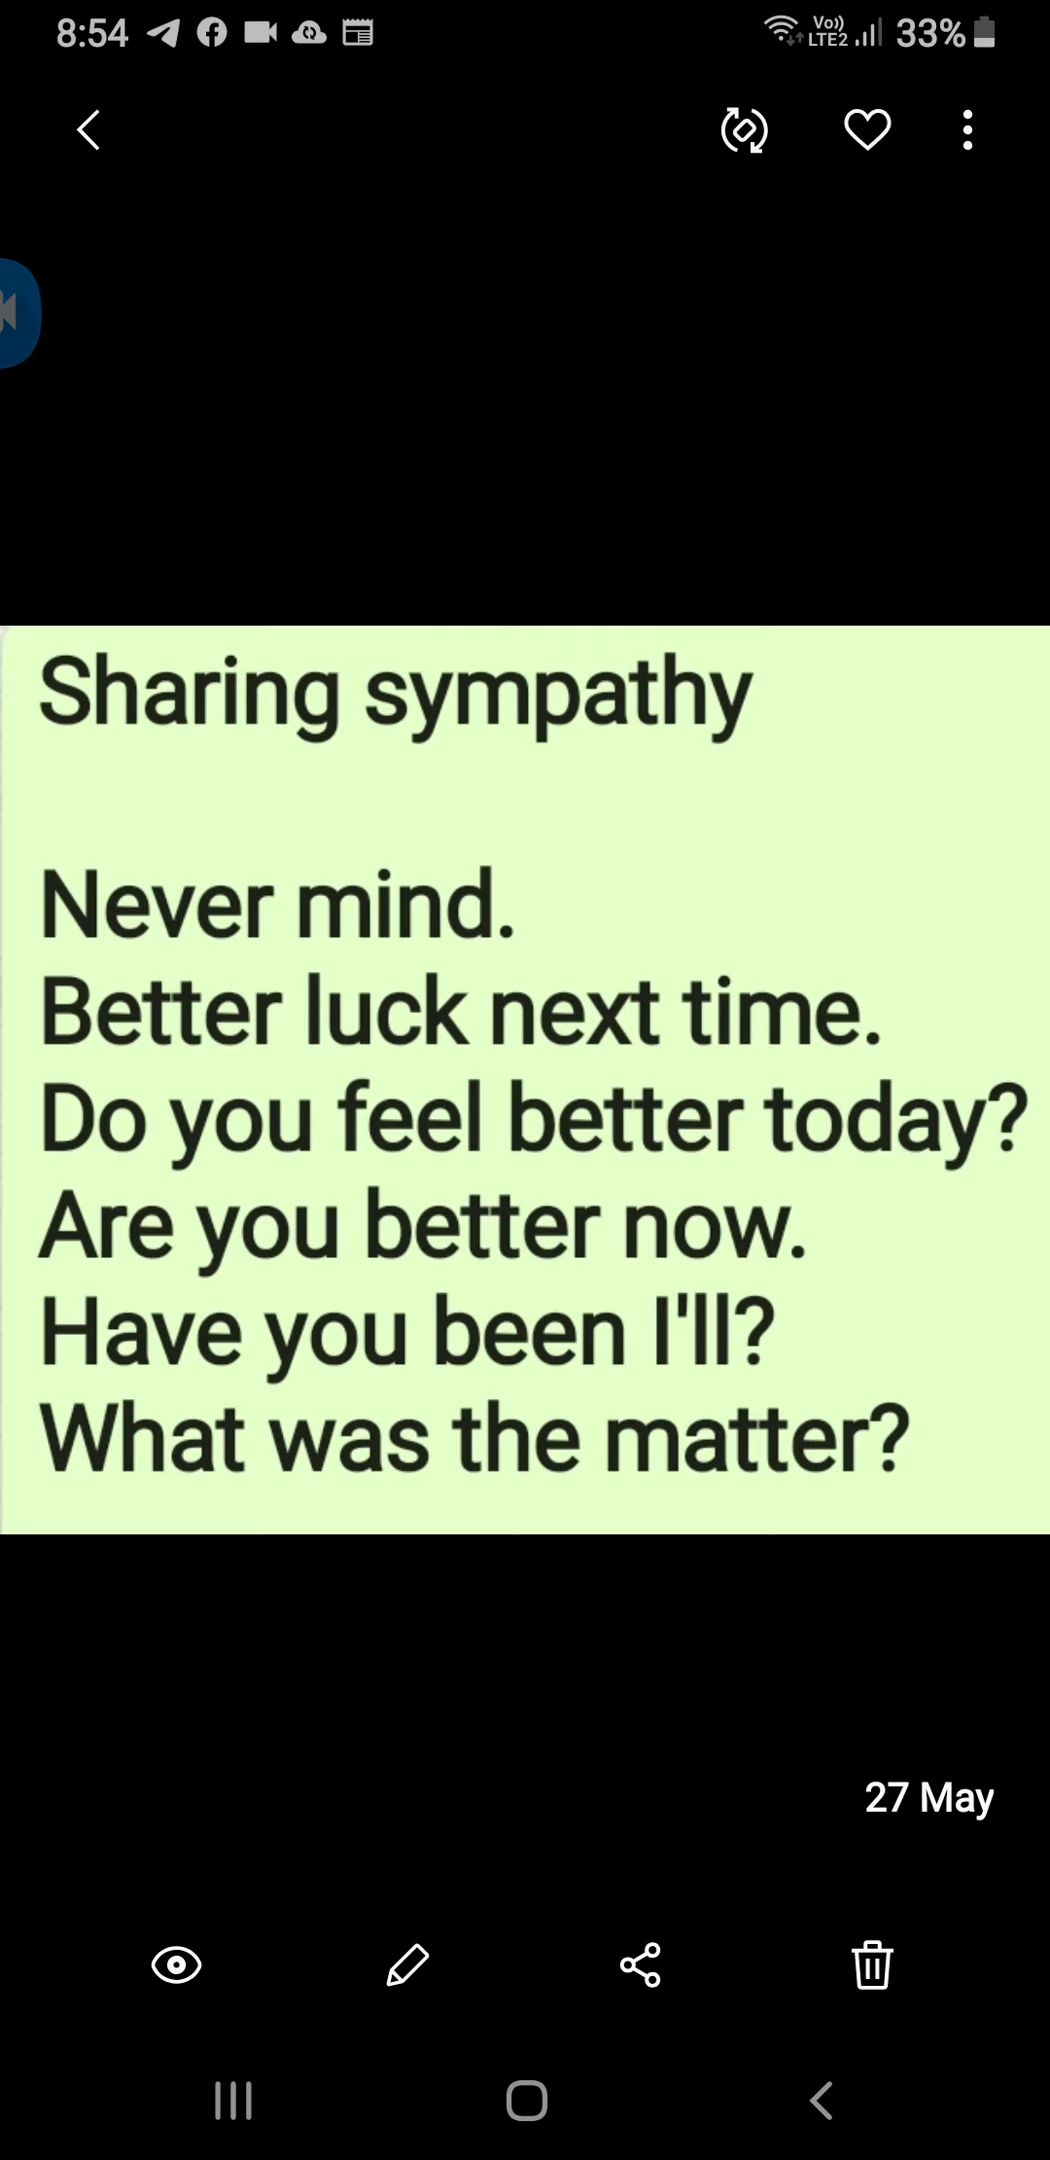 8:54 Vo)) LTE2 33%
Sharing sympathy
Never mind.
Better luck next time.
Do you feel better today?
Are you better now.
Have you been I'll?
What was the matter?
27 May